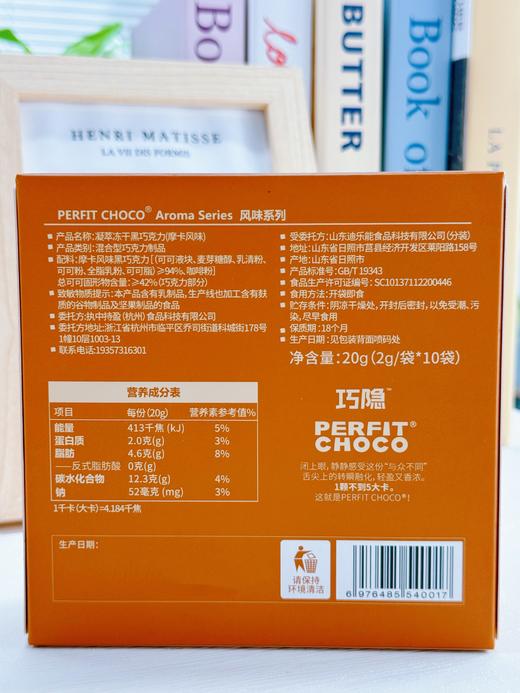 Book
lo
BUTTER
Book o
HENRI MATISSE
LA VIE DES FORMES
PERFIT CHOCO® Aroma Series 风味系列
产品名称:凝萃冻干黑巧克力(摩卡风味)
产品类别:混合型巧克力制品
配料:摩卡风味黑巧克力[(可可液块、麦芽糖醇、乳清粉、
可可粉、全脂乳粉、可可脂)≥94%、咖啡粉]
总可可固形物含量:≥42%(巧克力部分)
致敏物质提示:本产品含有乳制品,生产线也加工含有麸
质的谷物制品及坚果制品的食品
委托方:执中持盈(杭州)食品科技有限公司
委托方地址:浙江省杭州市临平区乔司街道科城街178号
1幢10层1003-13
联系电话:19357316301
受委托方:山东迪乐能食品科技有限公司(分装)
地址:山东省日照市莒县经济开发区莱阳路158号
产地:山东省日照市
产品标准号:GB/T 19343
食品生产许可证编号:SC10137112200446
食用方法:开袋即食
贮存条件:阴凉干燥处,开封后密封,以免受潮、污
染,尽早食用
保质期:18个月
生产日期:见包装背面喷码处
净含量:20g(2g/袋*10袋)
营养成分表
项目 每份(20g) 营养素参考值%
能量 413千焦(kJ) 5%
蛋白质 2.0克(g) 3%
脂肪 4.6克(g) 8%
——反式脂肪酸 0克(g)
碳水化合物 12.3克(g) 4%
钠 52毫克(mg) 3%
1千卡(大卡)=4.184千焦
巧隐™
PERFIT®
CHOCO
闭上眼,静静感受这份“与众不同”
舌尖上的转瞬融化,轻盈又香浓。
1颗不到5大卡。
这就是PERFIT CHOCO®!
生产日期:
请保持
环境清洁
6 976485 540017